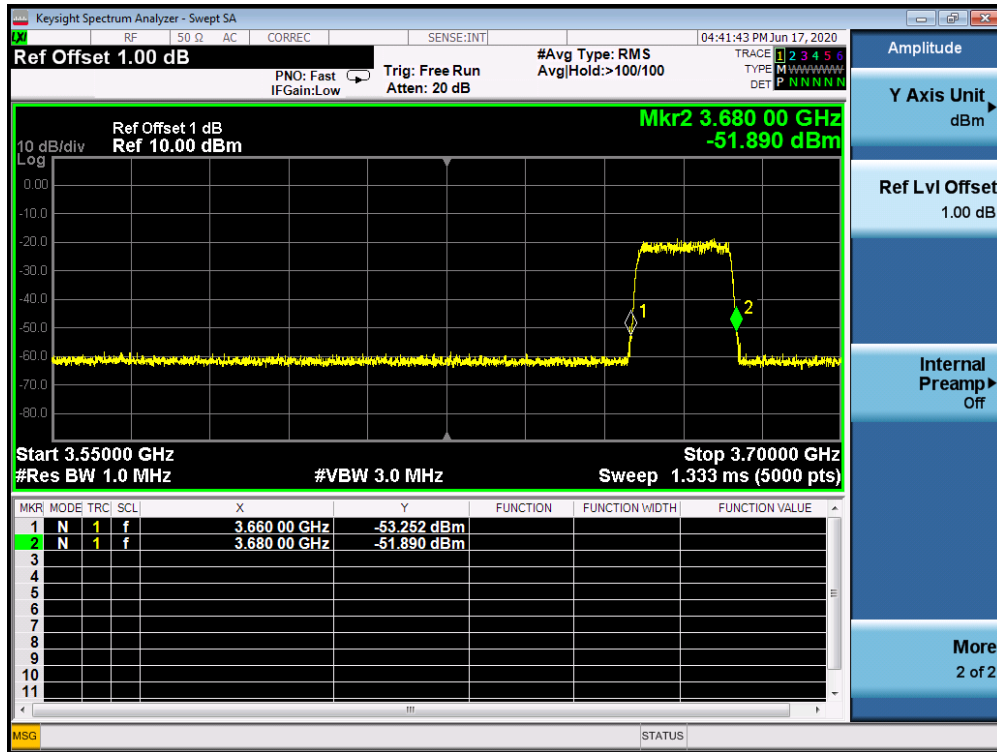 Keysight Spectrum Analyzer - Swept SA
LXI RF 50 Ω AC CORREC SENSE:INT 04:41:43 PM Jun 17, 2020
Ref Offset 1.00 dB
PNO: Fast
IFGain:Low
Trig: Free Run
Atten: 20 dB
#Avg Type: RMS
Avg|Hold:>100/100
TRACE 1 2 3 4 5 6
TYPE M WWWWW
DET P N N N N N
Ref Offset 1 dB
10 dB/div Ref 10.00 dBm
Log
Mkr2 3.680 00 GHz
-51.890 dBm
0.00
-10.0
-20.0
-30.0
-40.0
-50.0
-60.0
-70.0
-80.0
1
2
Start 3.55000 GHz Stop 3.70000 GHz
#Res BW 1.0 MHz #VBW 3.0 MHz Sweep 1.333 ms (5000 pts)
MKR MODE TRC SCL X Y FUNCTION FUNCTION WIDTH FUNCTION VALUE
1 N 1 f 3.660 00 GHz -53.252 dBm
2 N 1 f 3.680 00 GHz -51.890 dBm
3
4
5
6
7
8
9
10
11
MSG STATUS
Amplitude
Y Axis Unit
dBm
Ref Lvl Offset
1.00 dB
Internal
Preamp
Off
More
2 of 2